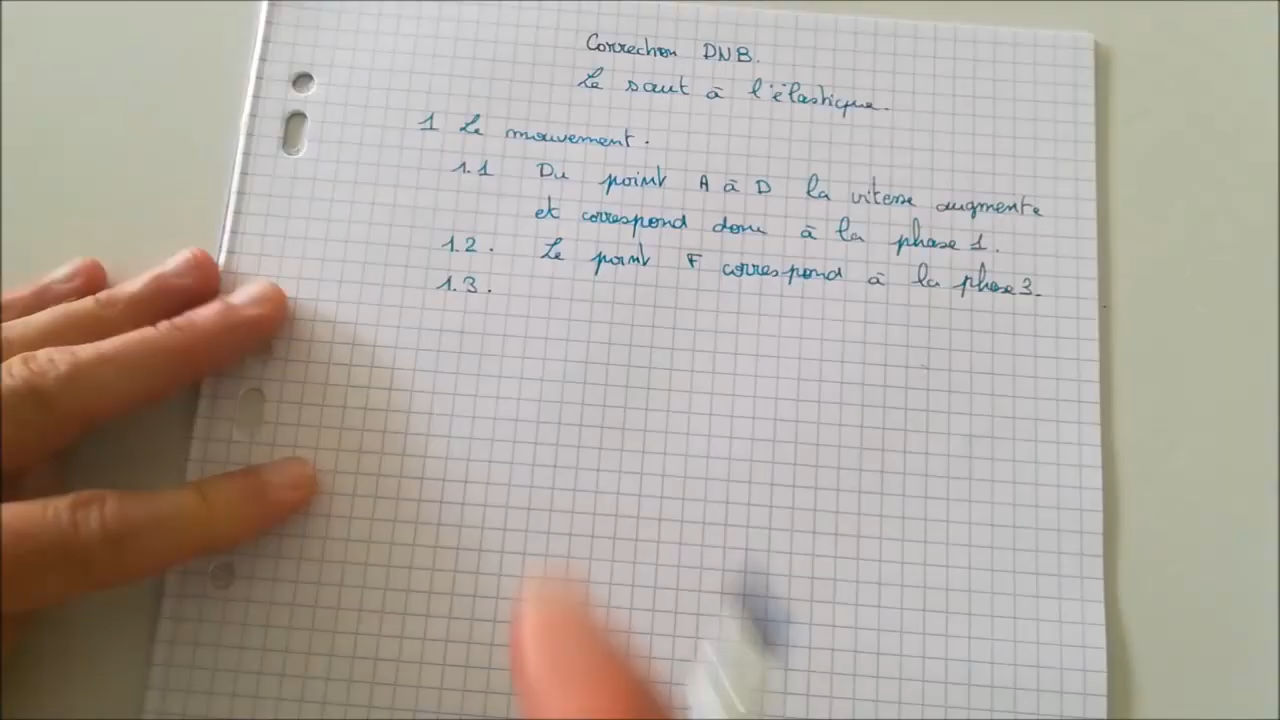 Correction DNB.
Le saut à l'élastique.
1 Le mouvement.
1.1 Du point A à D la vitesse augmente
et correspond donc à la phase 1.
1.2. Le point F correspond à la phase 3.
1.3.